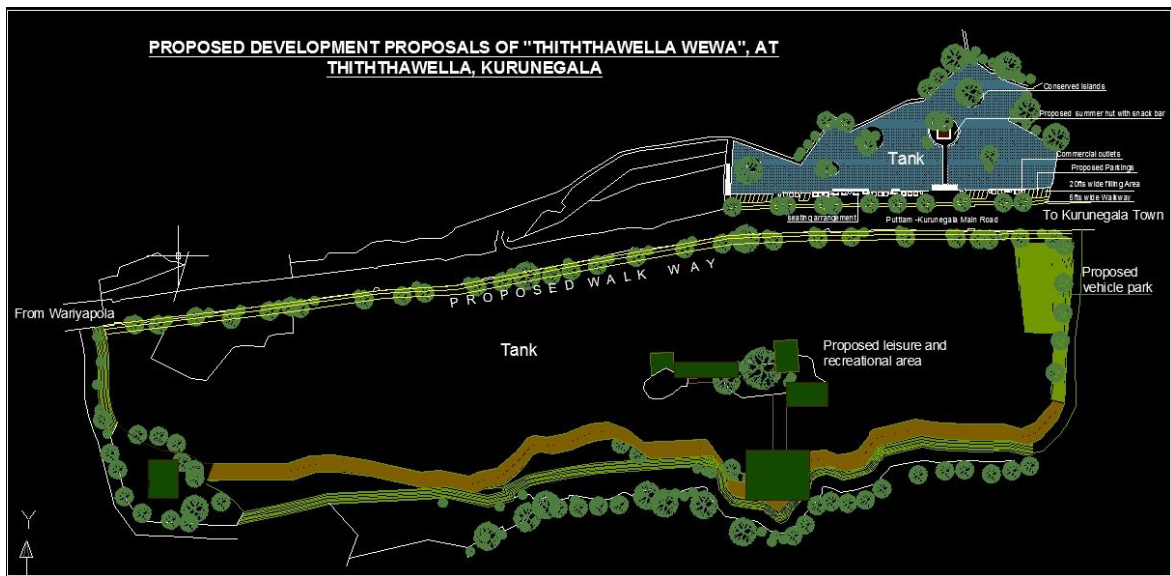 PROPOSED DEVELOPMENT PROPOSALS OF "THITHTHAWELLA WEWA", AT
THITHTHAWELLA, KURUNEGALA
Conserved Islands
Proposed summer hut with snack bar
Tank
Commercial outlets
Proposed Parkings
20fts wide filling Area
6fts wide Walkway
seating arrangement
Puttlam -Kurunegala Main Road
To Kurunegala Town
PROPOSED WALK WAY
Proposed
vehicle park
From Wariyapola
Tank
Proposed leisure and
recreational area
Y